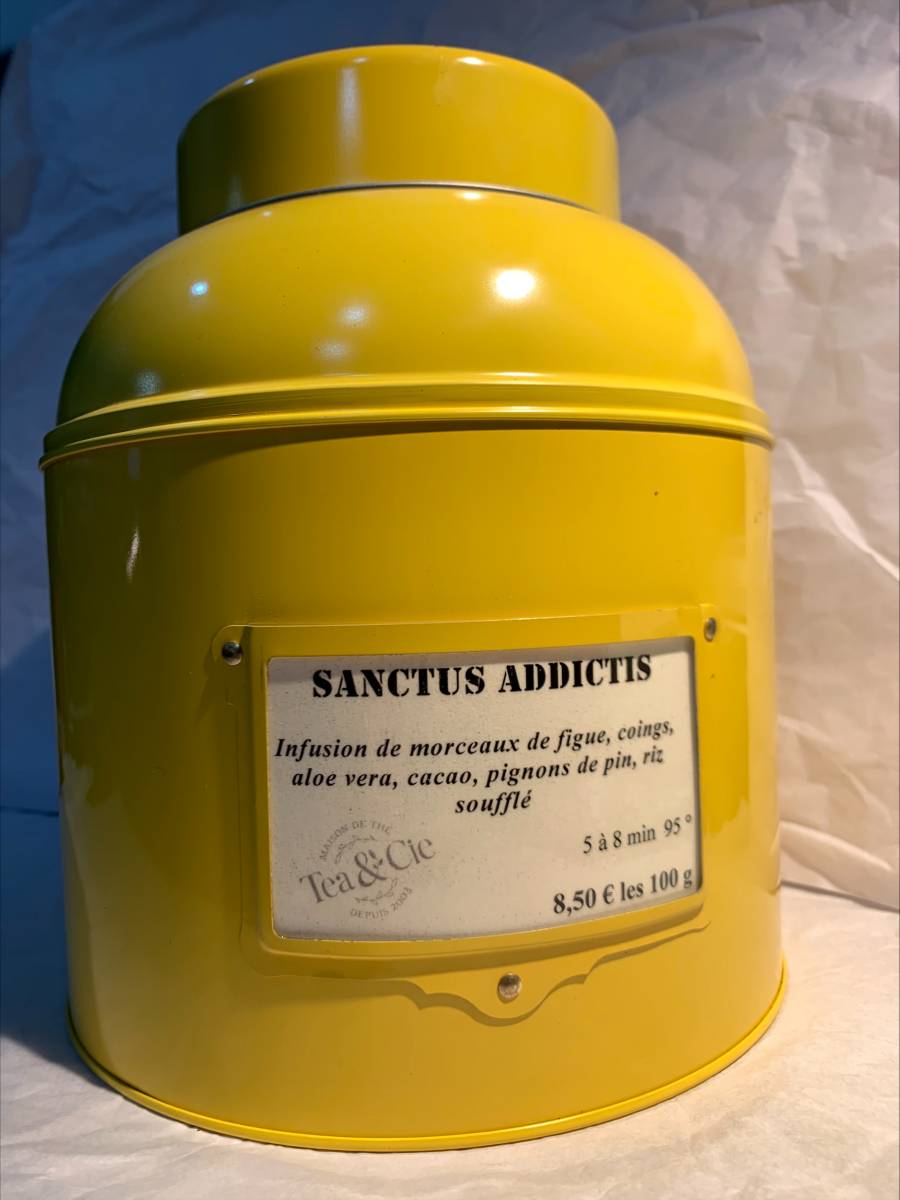 SANCTUS ADDICTIS
Infusion de morceaux de figue, coings,
aloe vera, cacao, pignons de pin, riz
soufflé
5 à 8 min 95 °
8,50 € les 100 g
MAISON DE THÉ
Tea & Cie
DEPUIS 2003